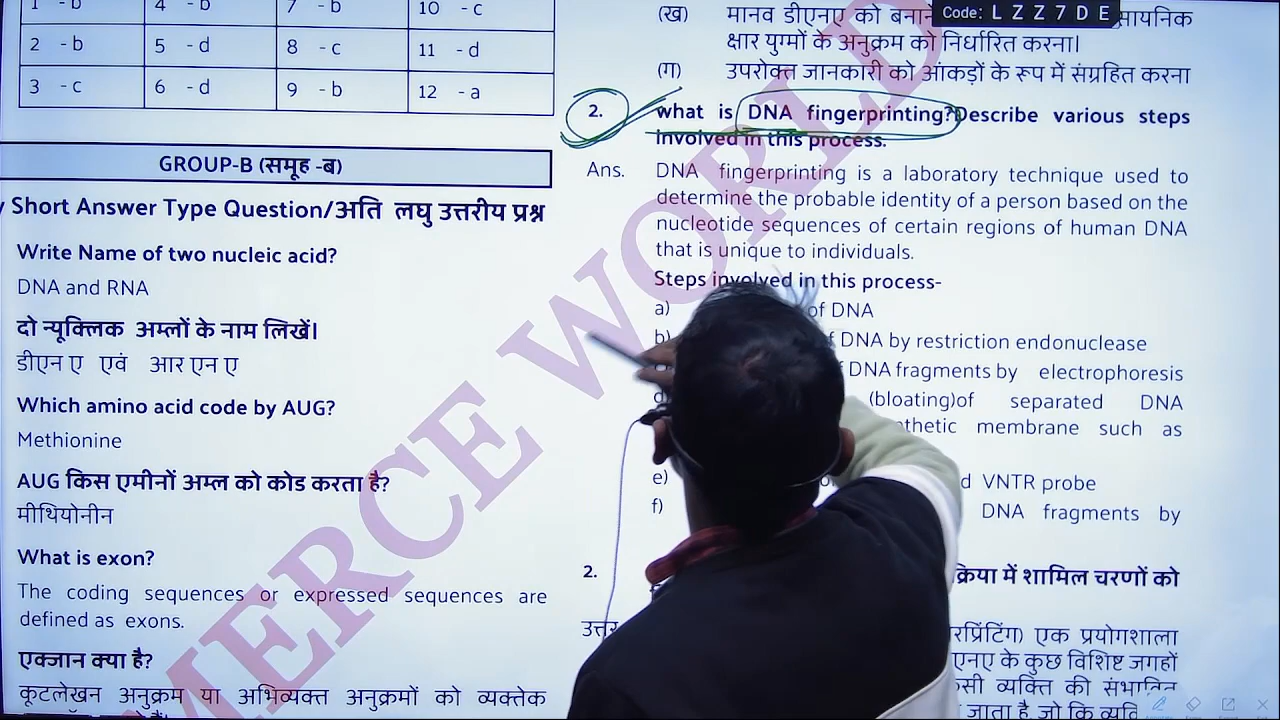 1 - b 4 - b 7 - b 10 - c
2 - b 5 - d 8 - c 11 - d
3 - c 6 - d 9 - b 12 - a
GROUP-B (समूह -ब)
Short Answer Type Question/अति लघु उत्तरीय प्रश्न
Write Name of two nucleic acid?
DNA and RNA
दो न्यूक्लिक अम्लों के नाम लिखें।
डीएन ए एवं आर एन ए
Which amino acid code by AUG?
Methionine
AUG किस एमीनों अम्ल को कोड करता है?
मीथियोनीन
What is exon?
The coding sequences or expressed sequences are
defined as exons.
एक्जान क्या है?
कूटलेखन अनुक्रम या अभिव्यक्त अनुक्रमों को व्यक्तेक
Code: LZZ7DE
(ख) मानव डीएनए को बनाने
क्षार युग्मों के अनुक्रम को निर्धारित करना।
(ग) उपरोक्त जानकारी को आंकड़ों के रूप में संग्रहित करना
2. what is DNA fingerprinting?Describe various steps
involved in this process.
Ans. DNA fingerprinting is a laboratory technique used to
determine the probable identity of a person based on the
nucleotide sequences of certain regions of human DNA
that is unique to individuals.
Steps involved in this process-
a) of DNA
b) of DNA by restriction endonuclease
DNA fragments by electrophoresis
(bloating)of separated DNA
membrane such as
e) VNTR probe
f) DNA fragments by
2. में शामिल चरणों को
एक प्रयोगशाला
के कुछ विशिष्ट जगहों
व्यक्ति की
जाता है, जो कि
MERCE WORLD